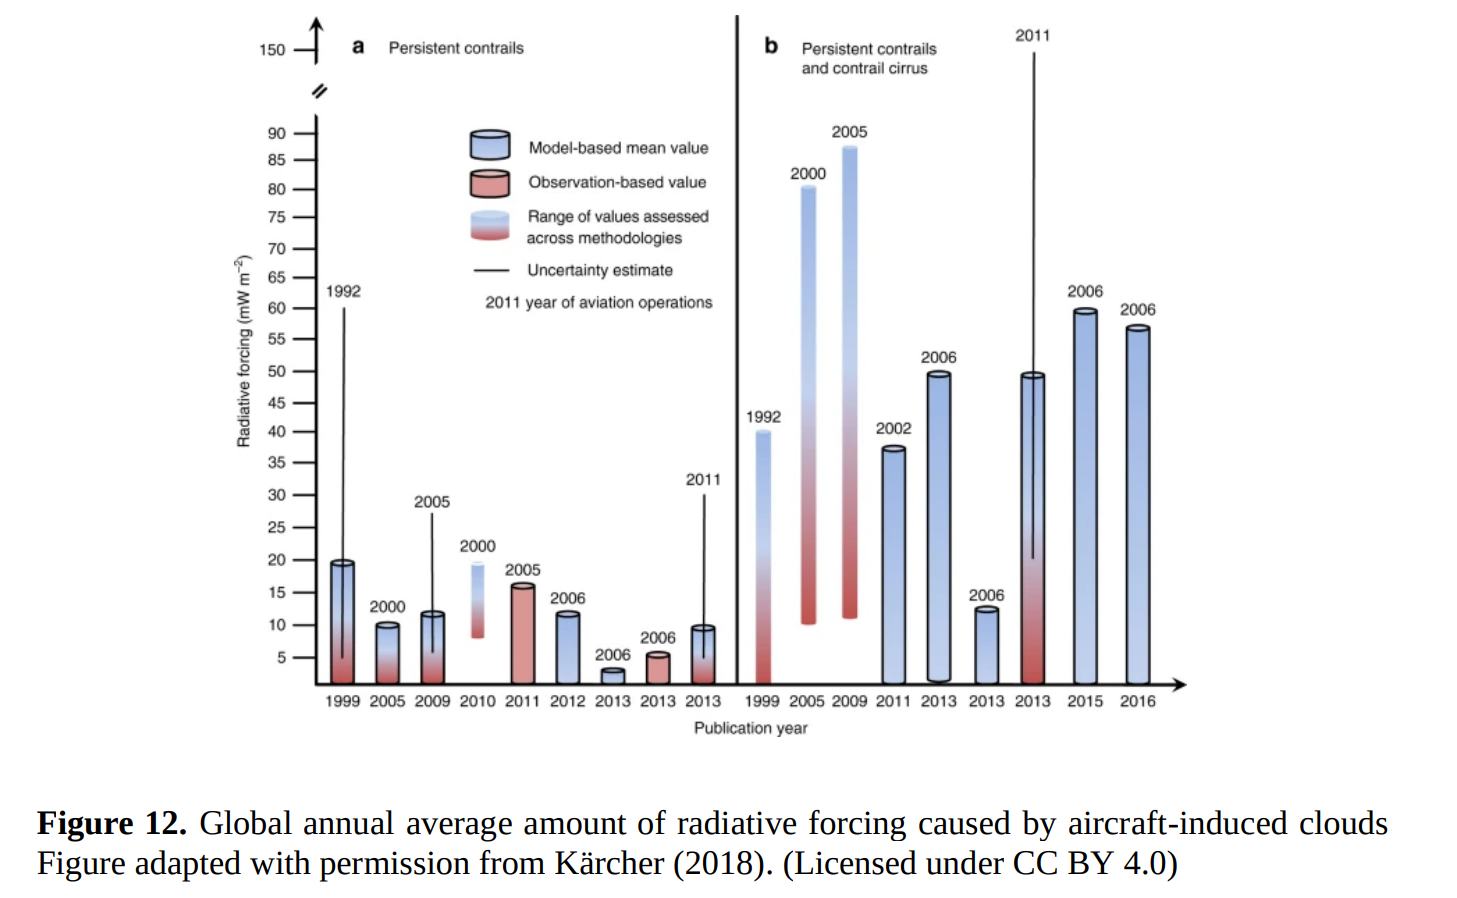 150
a Persistent contrails
b Persistent contrails
and contrail cirrus
2011
90
85
80
75
70
65
60
55
50
45
40
35
30
25
20
15
10
5
Radiative forcing (mW m⁻²)
Model-based mean value
Observation-based value
Range of values assessed
across methodologies
Uncertainty estimate
2011 year of aviation operations
1992
2000
2005
2000
2005
2006
2006
2006
2011
1992
2000
2005
2002
2006
2006
2006
2006
1999 2005 2009 2010 2011 2012 2013 2013 2013 1999 2005 2009 2011 2013 2013 2013 2015 2016
Publication year
Figure 12. Global annual average amount of radiative forcing caused by aircraft-induced clouds
Figure adapted with permission from Kärcher (2018). (Licensed under CC BY 4.0)